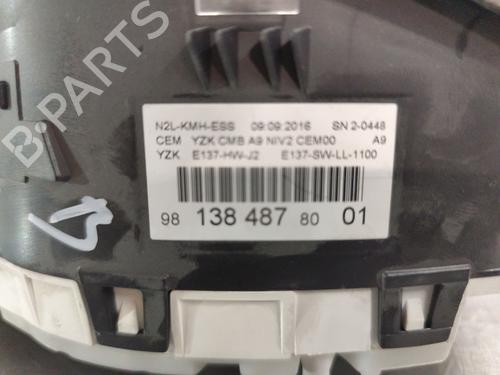 B-PARTS
N2L-KMH-ESS 09:09:2016 SN 2-0448
CEM YZK CMB A9 NIV2 CEM00 A9
YZK E137-HW-J2 E137-SW-LL-1100
98 138 487 80 01